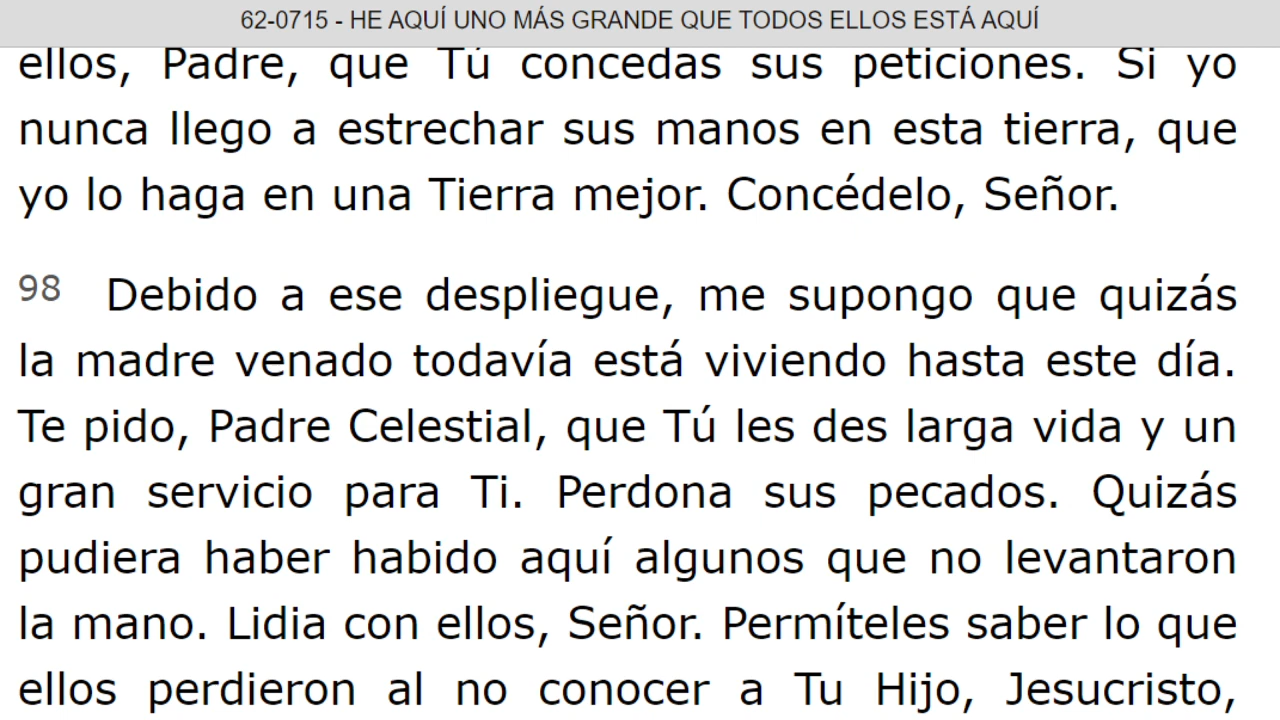 62-0715 - HE AQUÍ UNO MÁS GRANDE QUE TODOS ELLOS ESTÁ AQUÍ
ellos, Padre, que Tú concedas sus peticiones. Si yo
nunca llego a estrechar sus manos en esta tierra, que
yo lo haga en una Tierra mejor. Concédelo, Señor.
98 Debido a ese despliegue, me supongo que quizás
la madre venado todavía está viviendo hasta este día.
Te pido, Padre Celestial, que Tú les des larga vida y un
gran servicio para Ti. Perdona sus pecados. Quizás
pudiera haber habido aquí algunos que no levantaron
la mano. Lidia con ellos, Señor. Permíteles saber lo que
ellos perdieron al no conocer a Tu Hijo, Jesucristo,